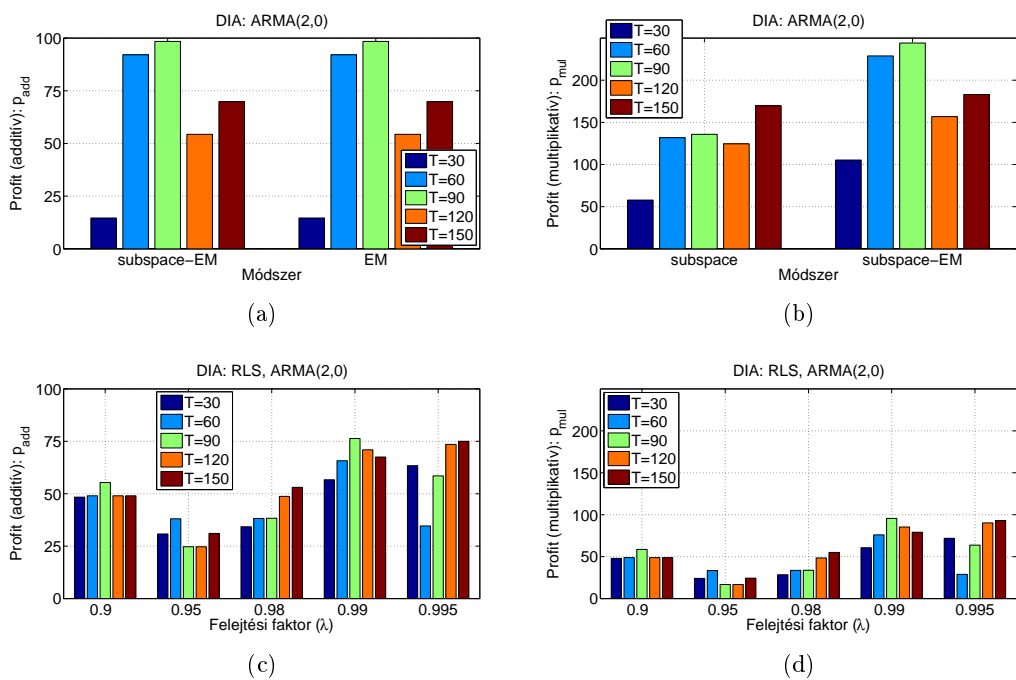 DIA: ARMA(2,0)
Profit (additív): p_add
100
75
50
25
0
T=30
T=60
T=90
T=120
T=150
subspace−EM
EM
Módszer
(a)
DIA: ARMA(2,0)
Profit (multiplikatív): p_mul
200
150
100
50
0
T=30
T=60
T=90
T=120
T=150
subspace
subspace−EM
Módszer
(b)
DIA: RLS, ARMA(2,0)
Profit (additív): p_add
100
75
50
25
0
T=30
T=60
T=90
T=120
T=150
0.9
0.95
0.98
0.99
0.995
Felejtési faktor (λ)
(c)
DIA: RLS, ARMA(2,0)
Profit (multiplikatív): p_mul
200
150
100
50
0
T=30
T=60
T=90
T=120
T=150
0.9
0.95
0.98
0.99
0.995
Felejtési faktor (λ)
(d)